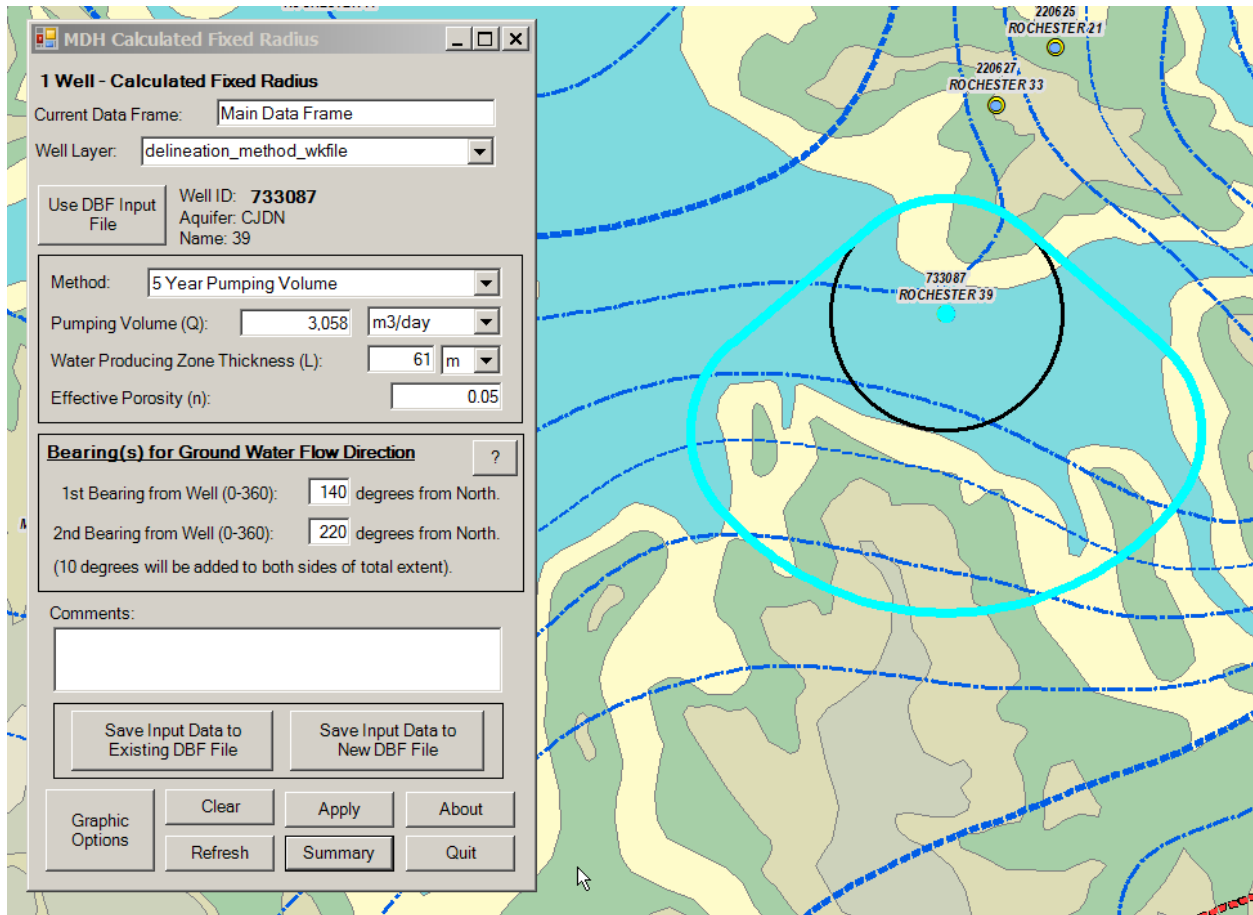 MDH Calculated Fixed Radius
1 Well - Calculated Fixed Radius
Current Data Frame: Main Data Frame
Well Layer: delineation_method_wkfile
Use DBF Input
File
Well ID: 733087
Aquifer: CJDN
Name: 39
Method: 5 Year Pumping Volume
Pumping Volume (Q): 3,058 m3/day
Water Producing Zone Thickness (L): 61 m
Effective Porosity (n): 0.05
Bearing(s) for Ground Water Flow Direction ?
1st Bearing from Well (0-360): 140 degrees from North.
2nd Bearing from Well (0-360): 220 degrees from North.
(10 degrees will be added to both sides of total extent).
Comments:
Save Input Data to
Existing DBF File
Save Input Data to
New DBF File
Graphic
Options
Clear
Apply
About
Refresh
Summary
Quit
220625
ROCHESTER 21
220627
ROCHESTER 33
733087
ROCHESTER 39